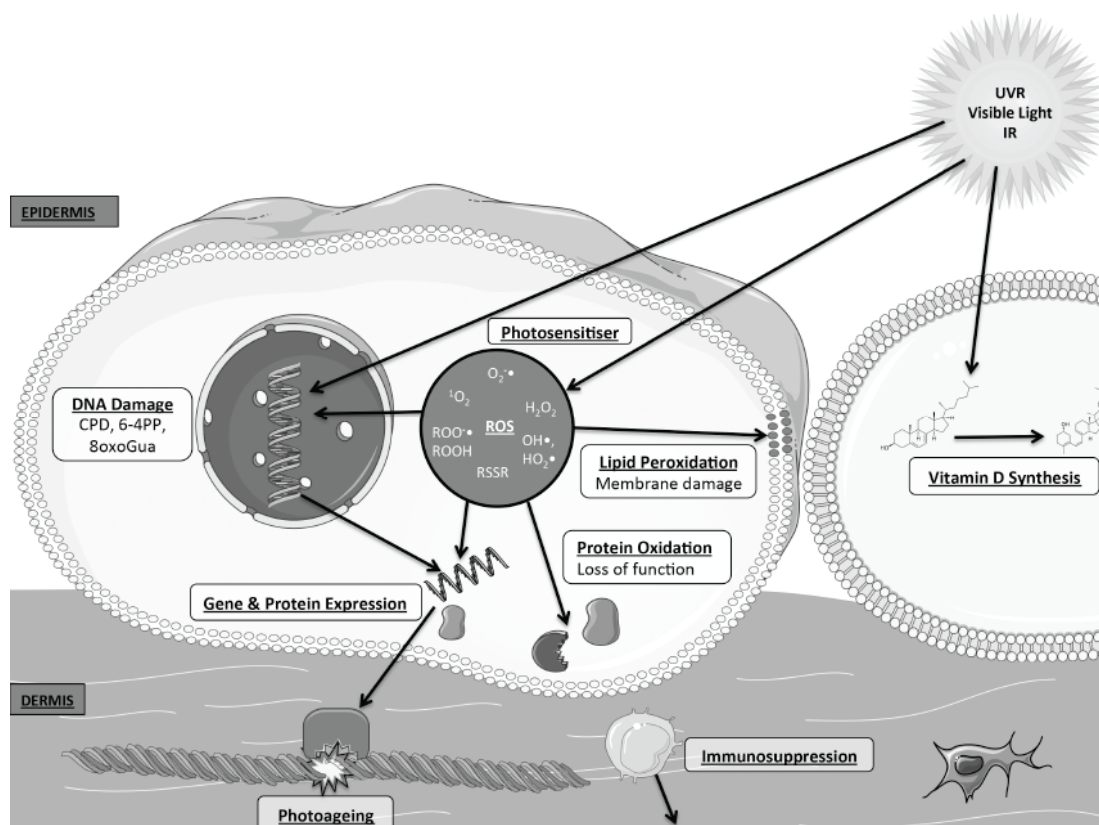 UVR
Visible Light
IR
EPIDERMIS
Photosensitiser
DNA Damage
CPD, 6-4PP,
8oxoGua
O₂⁻•
¹O₂
H₂O₂
ROO⁻•
ROOH
ROS
OH•,
HO₂•
RSSR
Lipid Peroxidation
Membrane damage
HO
H
H
OH
Vitamin D Synthesis
Protein Oxidation
Loss of function
Gene & Protein Expression
DERMIS
Immunosuppression
Photoageing